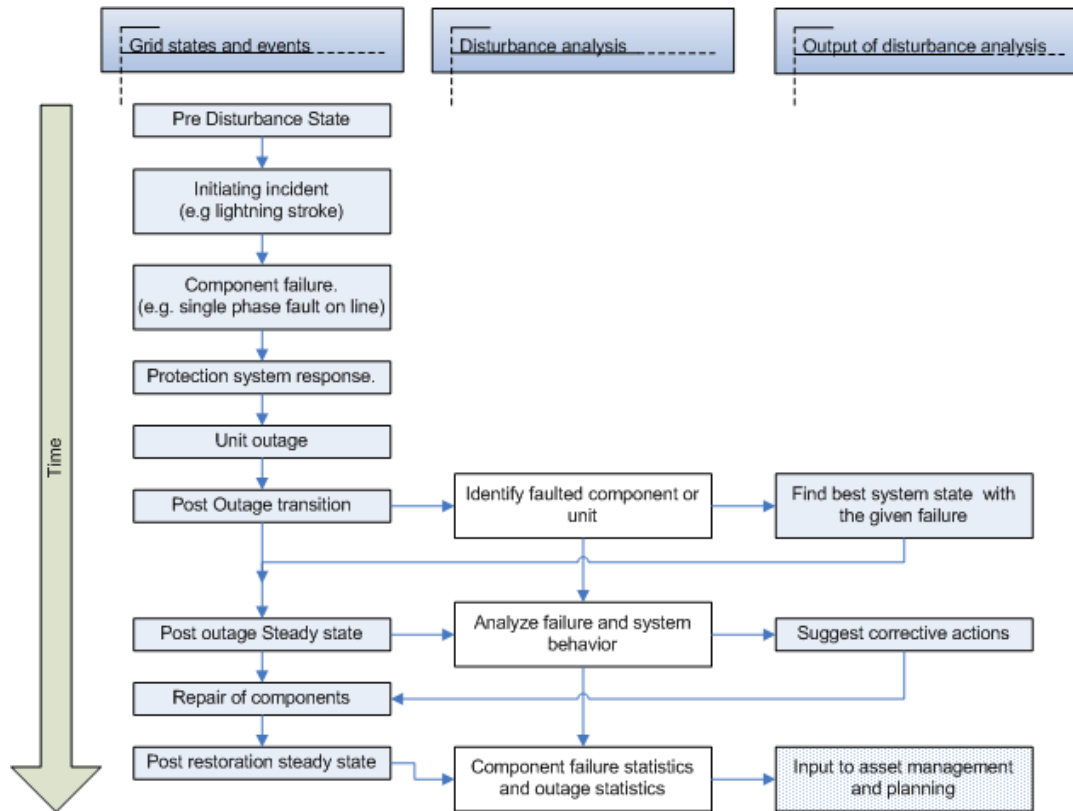 Grid states and events
Disturbance analysis
Output of disturbance analysis
Time
Pre Disturbance State
Initiating incident
(e.g lightning stroke)
Component failure.
(e.g. single phase fault on line)
Protection system response.
Unit outage
Post Outage transition
Identify faulted component or
unit
Find best system state with
the given failure
Post outage Steady state
Analyze failure and system
behavior
Suggest corrective actions
Repair of components
Post restoration steady state
Component failure statistics
and outage statistics
Input to asset management
and planning